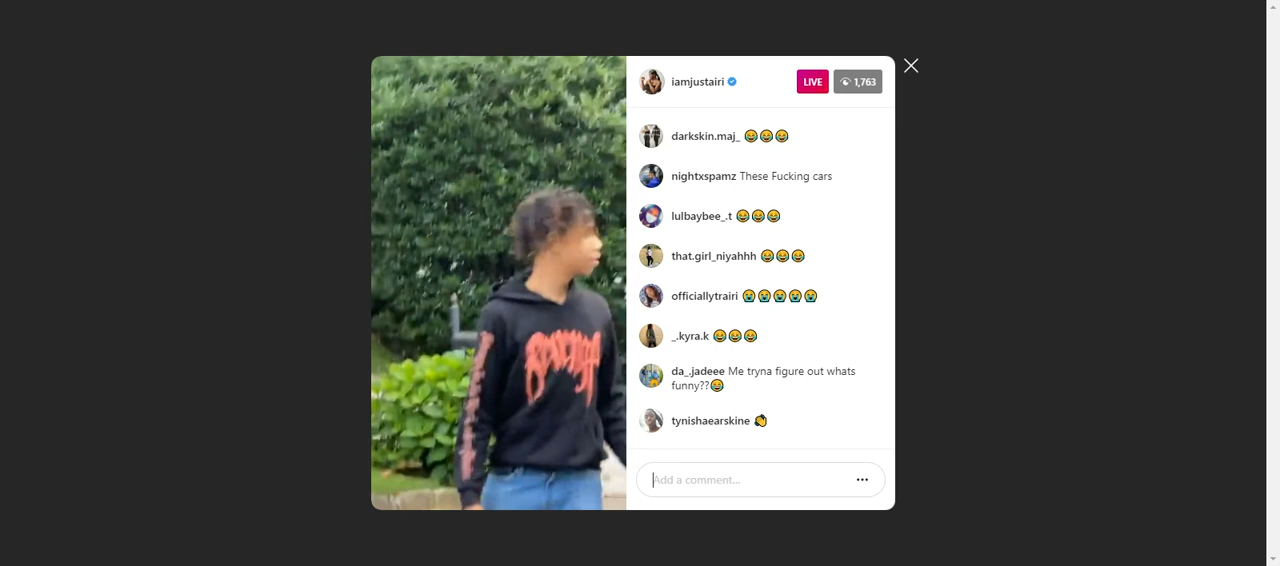 iamjustairi
LIVE
1,763
darkskin.maj_ 😂😂😂
nightxspamz These Fucking cars
lulbaybee_.t 😂😂😂
that.girl_niyahhh 😂😂😂
officiallytrairi 😭😭😭😭😭
_.kyra.k 😂😂😂
da_.jadeee Me tryna figure out whats
funny??😂
tynishaearskine 👏
Add a comment...